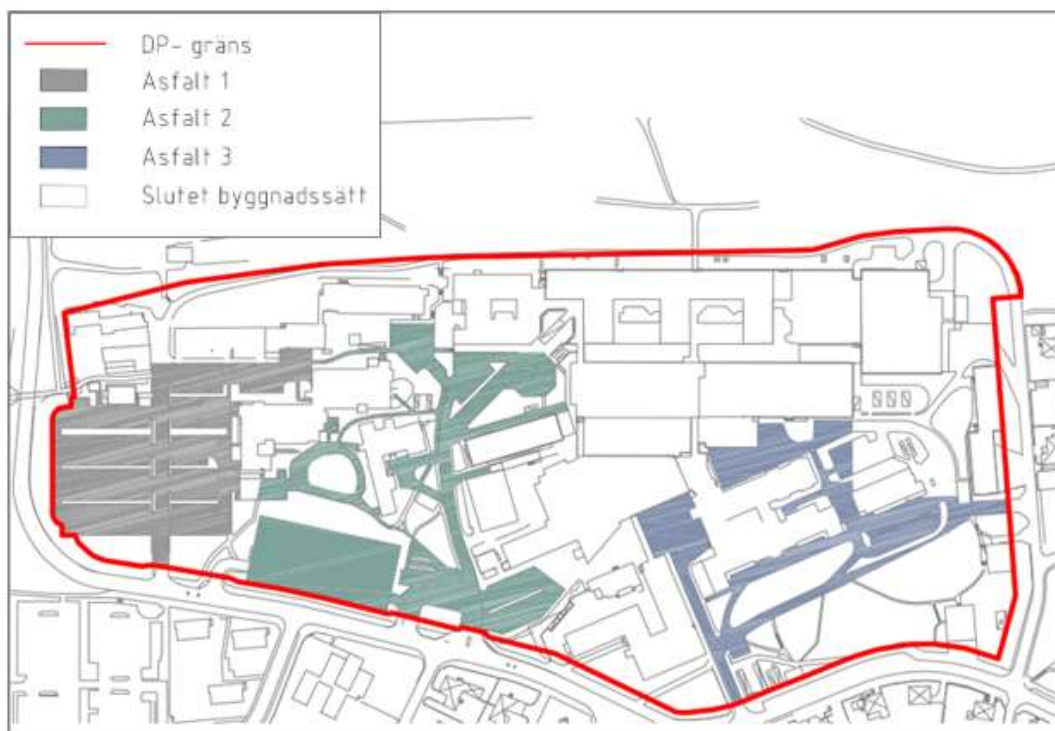 DP- gräns
Asfalt 1
Asfalt 2
Asfalt 3
Slutet byggnadssätt